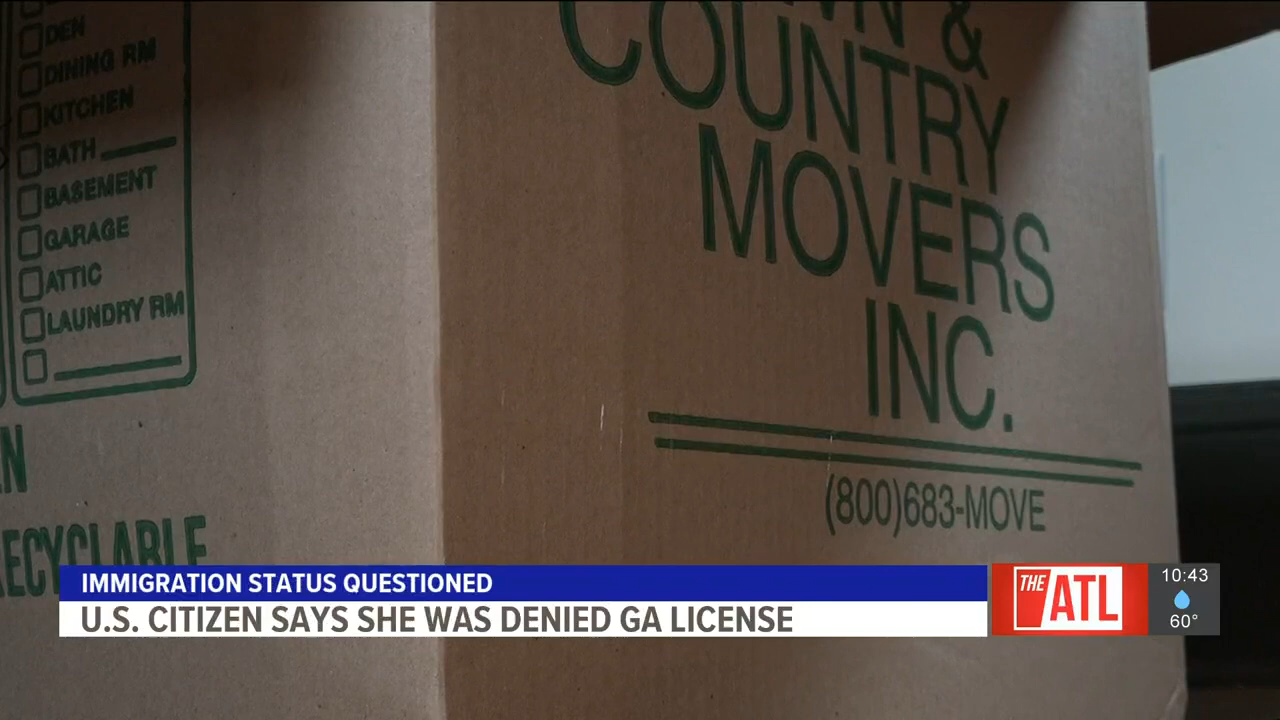 DEN
DINING RM
KITCHEN
BATH
BASEMENT
GARAGE
ATTIC
LAUNDRY RM
&
COUNTRY
MOVERS
INC.
(800)683-MOVE
IMMIGRATION STATUS QUESTIONED
U.S. CITIZEN SAYS SHE WAS DENIED GA LICENSE
THE ATL
10:43
60°